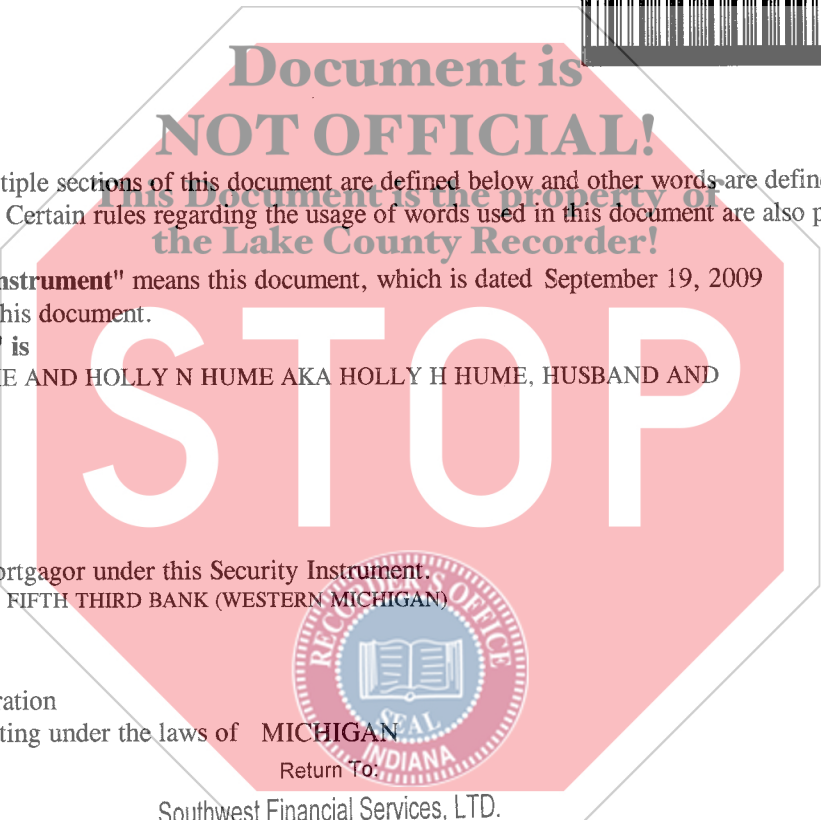 Document is
NOT OFFICIAL!
tiple sections of this document are defined below and other words are defin
This Document is the property of
Certain rules regarding the usage of words used in this document are also p
the Lake County Recorder!
nstrument" means this document, which is dated September 19, 2009
his document.
" is
E AND HOLLY N HUME AKA HOLLY H HUME, HUSBAND AND
STOP
ortgagor under this Security Instrument.
FIFTH THIRD BANK (WESTERN MICHIGAN)
RECORDER'S OFFICE
SEAL
INDIANA
ration
ting under the laws of MICHIGAN
Return To:
Southwest Financial Services, LTD.